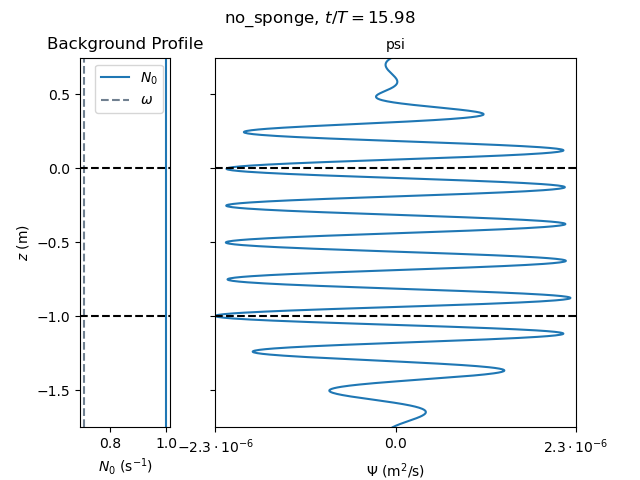 no_sponge, t/T = 15.98
Background Profile
psi
N₀
ω
0.5
0.0
−0.5
−1.0
−1.5
z (m)
0.8 1.0
−2.3 · 10⁻⁶ 0.0 2.3 · 10⁻⁶
N₀ (s⁻¹)
Ψ (m²/s)